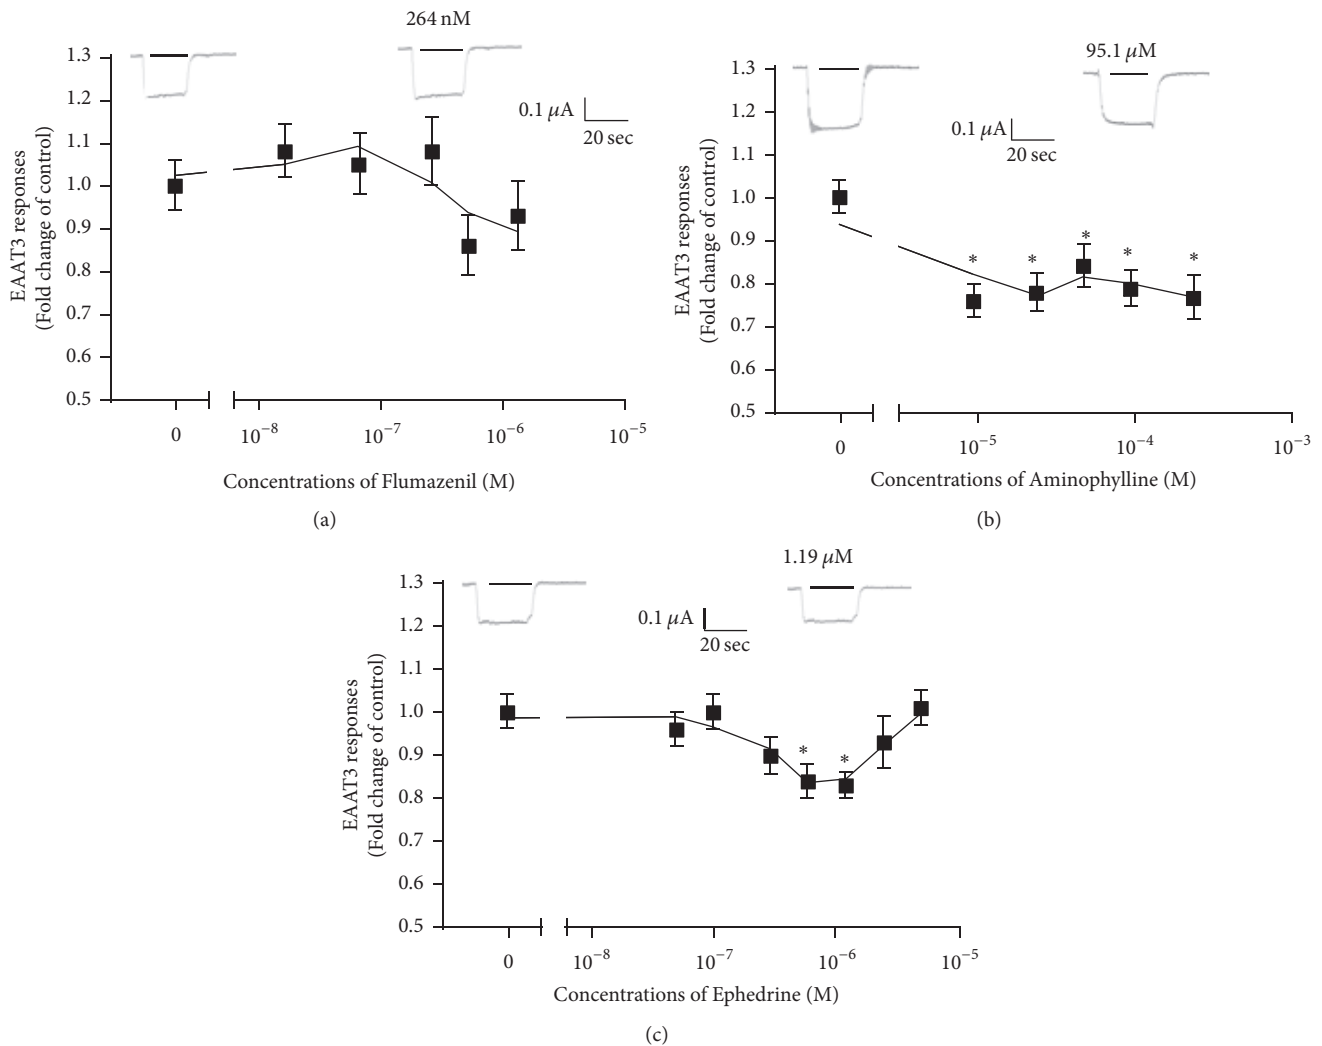 264 nM
1.3
1.2
1.1
1.0
0.9
0.8
0.7
0.6
0.5
EAAT3 responses
(Fold change of control)
0.1 μA
20 sec
0
10⁻⁸
10⁻⁷
10⁻⁶
10⁻⁵
Concentrations of Flumazenil (M)
(a)
95.1 μM
1.3
1.2
1.1
1.0
0.9
0.8
0.7
0.6
0.5
EAAT3 responses
(Fold change of control)
0.1 μA
20 sec
* * * * *
0
10⁻⁵
10⁻⁴
10⁻³
Concentrations of Aminophylline (M)
(b)
1.19 μM
1.3
1.2
1.1
1.0
0.9
0.8
0.7
0.6
0.5
EAAT3 responses
(Fold change of control)
0.1 μA
20 sec
* *
0
10⁻⁸
10⁻⁷
10⁻⁶
10⁻⁵
Concentrations of Ephedrine (M)
(c)